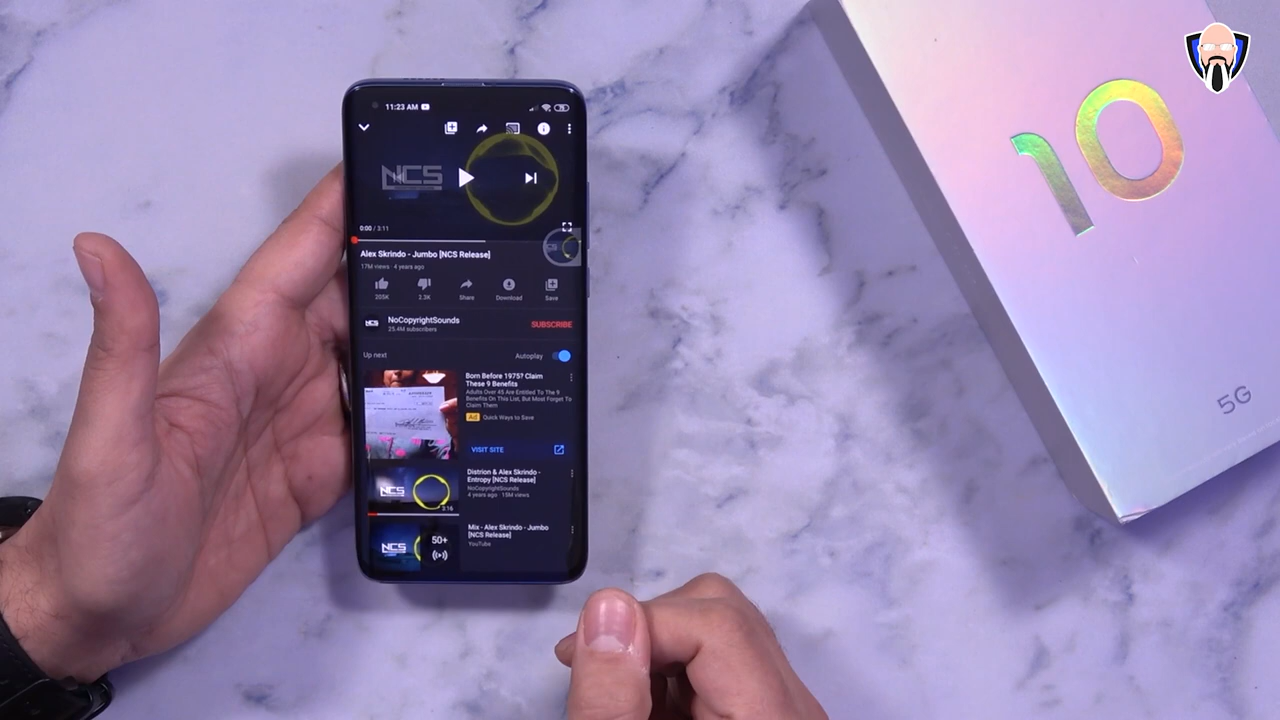 11:23 AM
NCS
0:00 / 3:11
Alex Skrindo - Jumbo [NCS Release]
17M views · 4 years ago
205K
2.3K
Share
Download
Save
NCS
NoCopyrightSounds
25.4M subscribers
SUBSCRIBE
Up next
Autoplay
Born Before 1975? Claim
These 9 Benefits
Adults Over 45 Are Entitled To The 9
Benefits On This List, But Most Forget To
Claim Them
Ad
Quick Ways to Save
VISIT SITE
NCS
3:16
Distrion & Alex Skrindo -
Entropy [NCS Release]
NoCopyrightSounds
4 years ago · 15M views
NCS
50+
Mix - Alex Skrindo - Jumbo
[NCS Release]
YouTube
10
5G